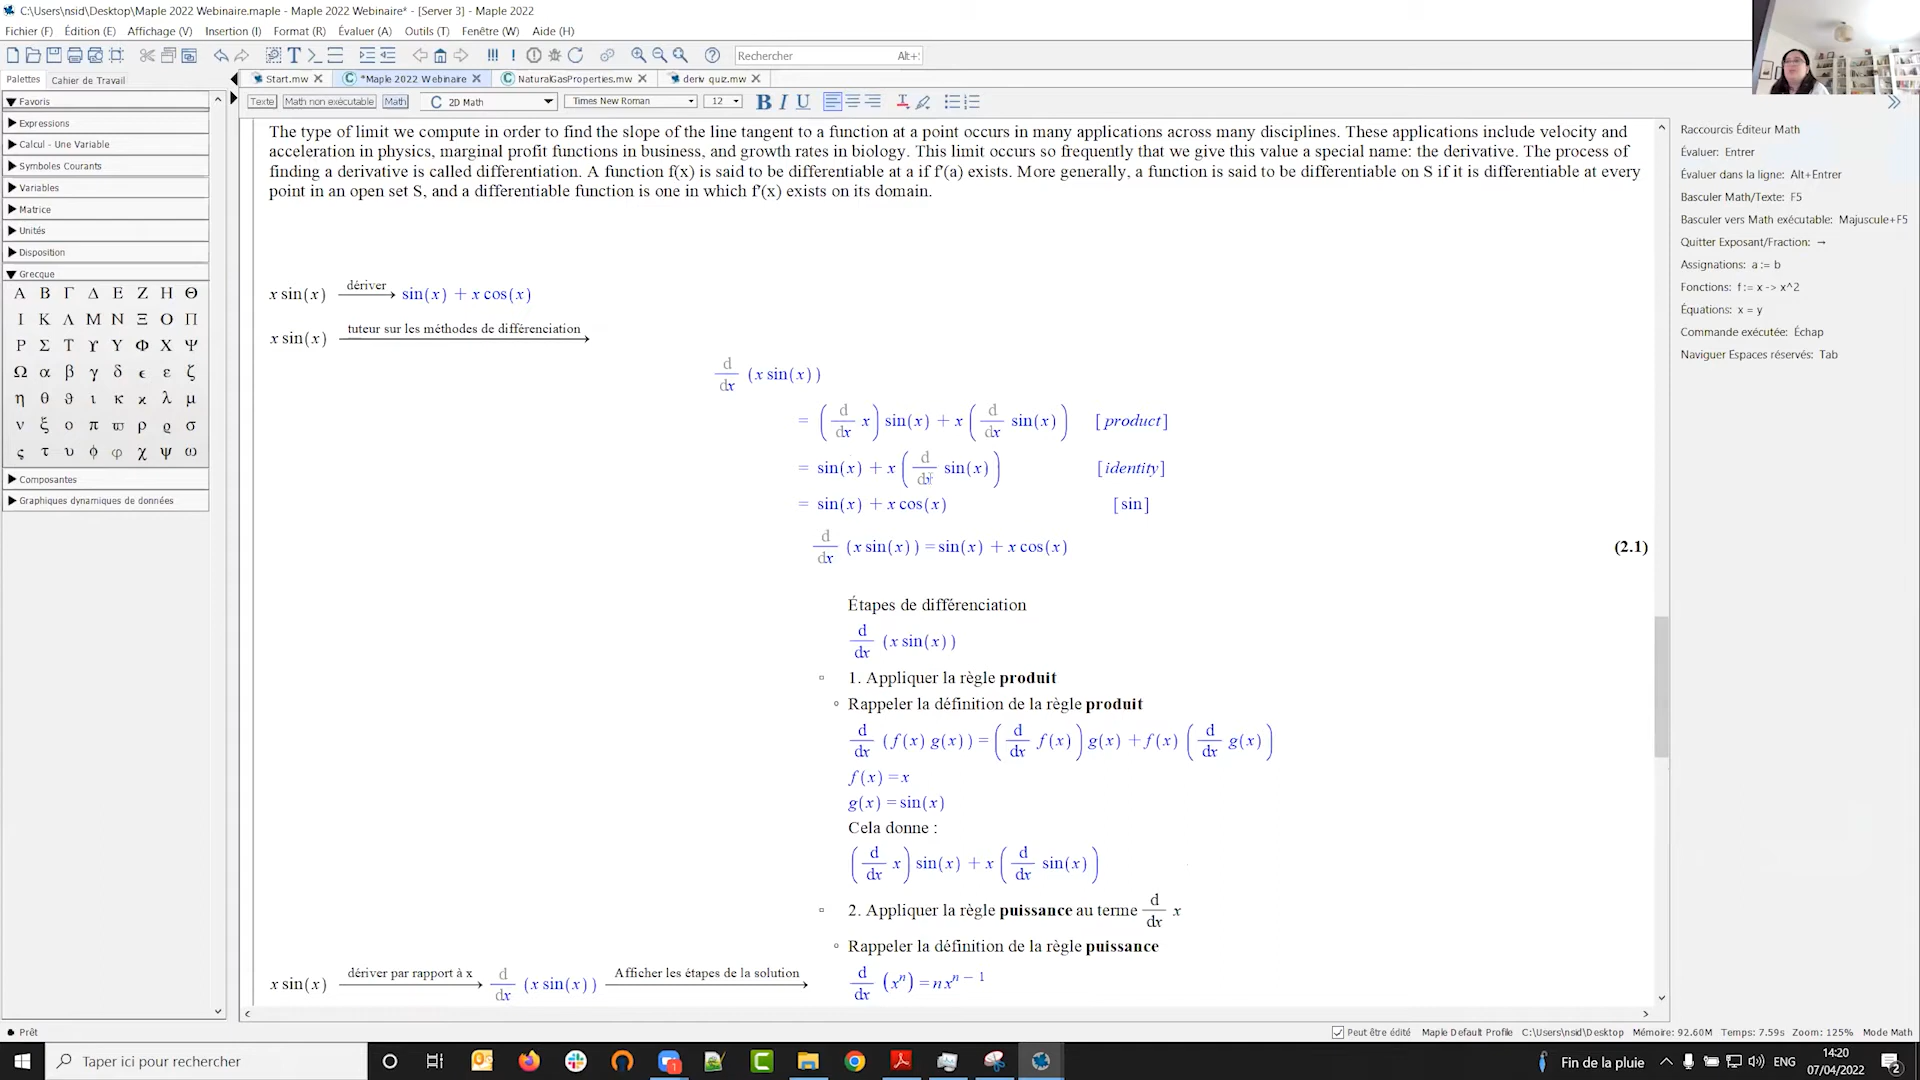 C:\Users\nsid\Desktop\Maple 2022 Webinaire.maple - Maple 2022 Webinaire* - [Server 3] - Maple 2022
Fichier (F) Édition (E) Affichage (V) Insertion (I) Format (R) Évaluer (A) Outils (T) Fenêtre (W) Aide (H)
Rechercher Alt+:
Palettes Cahier de Travail
Start.mw *Maple 2022 Webinaire NaturalGasProperties.mw deriv quiz.mw
Texte Math non exécutable Math C 2D Math Times New Roman 12 B I U
Favoris
Expressions
Calcul - Une Variable
Symboles Courants
Variables
Matrice
Unités
Disposition
Grecque
Α Β Γ Δ Ε Ζ Η Θ
Ι Κ Λ Μ Ν Ξ Ο Π
Ρ Σ Τ ϒ Υ Φ Χ Ψ
Ω α β γ δ ϵ ε ζ
η θ ϑ ι κ ϰ λ μ
ν ξ ο π ϖ ρ ϱ σ
ς τ υ ϕ φ χ ψ ω
Composantes
Graphiques dynamiques de données
The type of limit we compute in order to find the slope of the line tangent to a function at a point occurs in many applications across many disciplines. These applications include velocity and
acceleration in physics, marginal profit functions in business, and growth rates in biology. This limit occurs so frequently that we give this value a special name: the derivative. The process of
finding a derivative is called differentiation. A function f(x) is said to be differentiable at a if f'(a) exists. More generally, a function is said to be differentiable on S if it is differentiable at every
point in an open set S, and a differentiable function is one in which f'(x) exists on its domain.
x sin(x) dériver → sin(x) + x cos(x)
x sin(x) tuteur sur les méthodes de différenciation →
d/dx (x sin(x))
= (d/dx x) sin(x) + x (d/dx sin(x)) [product]
= sin(x) + x (d/dx sin(x)) [identity]
= sin(x) + x cos(x) [sin]
d/dx (x sin(x)) = sin(x) + x cos(x) (2.1)
Étapes de différenciation
d/dx (x sin(x))
▫ 1. Appliquer la règle produit
◦ Rappeler la définition de la règle produit
d/dx (f(x) g(x)) = (d/dx f(x)) g(x) + f(x) (d/dx g(x))
f(x) = x
g(x) = sin(x)
Cela donne :
(d/dx x) sin(x) + x (d/dx sin(x))
▫ 2. Appliquer la règle puissance au terme d/dx x
◦ Rappeler la définition de la règle puissance
x sin(x) dériver par rapport à x → d/dx (x sin(x)) Afficher les étapes de la solution → d/dx (x^n) = n x^(n − 1)
Raccourcis Éditeur Math
Évaluer: Entrer
Évaluer dans la ligne: Alt+Entrer
Basculer Math/Texte: F5
Basculer vers Math exécutable: Majuscule+F5
Quitter Exposant/Fraction: →
Assignations: a := b
Fonctions: f := x -> x^2
Équations: x = y
Commande exécutée: Échap
Naviguer Espaces réservés: Tab
Prêt
Peut être édité Maple Default Profile C:\Users\nsid\Desktop Mémoire: 92.60M Temps: 7.59s Zoom: 125% Mode Math
Taper ici pour rechercher
Fin de la pluie ENG 14:20
07/04/2022 2